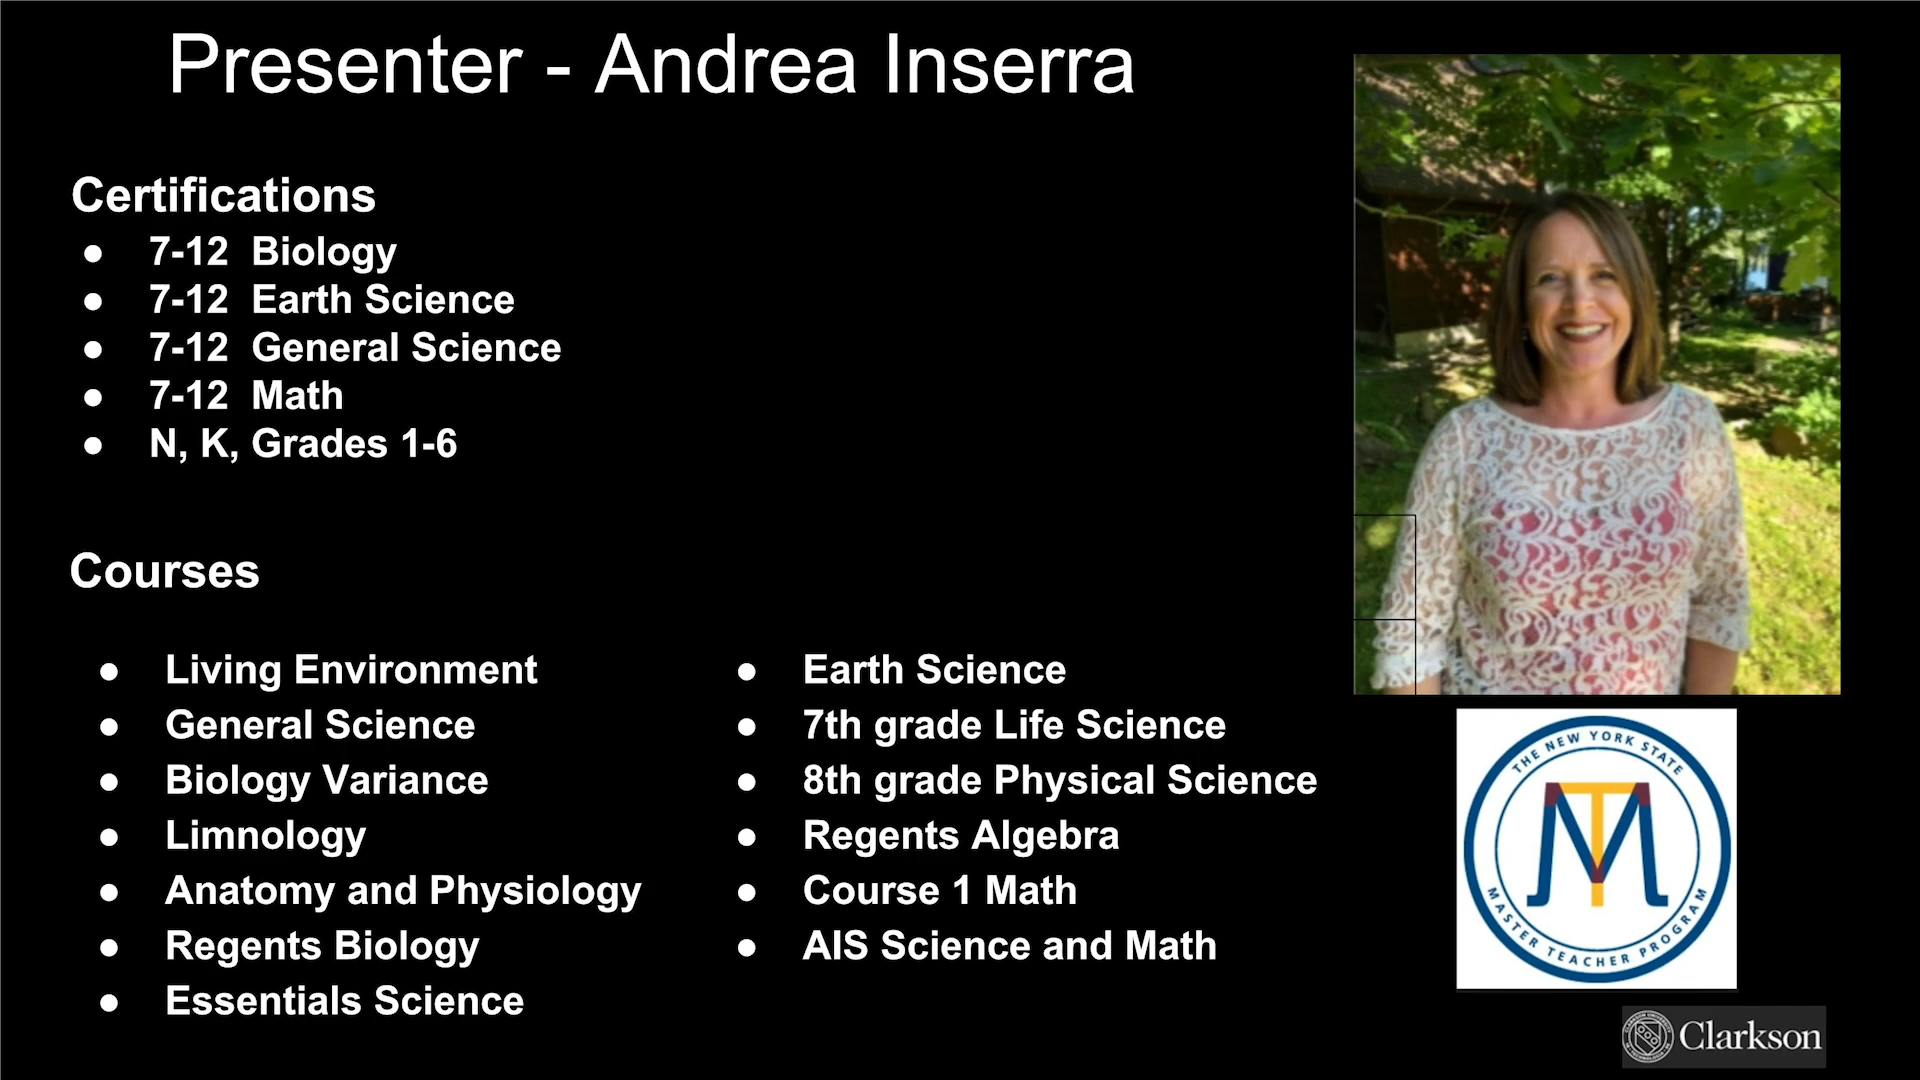 Presenter - Andrea Inserra
Certifications
● 7-12 Biology
● 7-12 Earth Science
● 7-12 General Science
● 7-12 Math
● N, K, Grades 1-6
Courses
● Living Environment
● General Science
● Biology Variance
● Limnology
● Anatomy and Physiology
● Regents Biology
● Essentials Science
● Earth Science
● 7th grade Life Science
● 8th grade Physical Science
● Regents Algebra
● Course 1 Math
● AIS Science and Math
THE NEW YORK STATE
MT
MASTER TEACHER PROGRAM
Clarkson